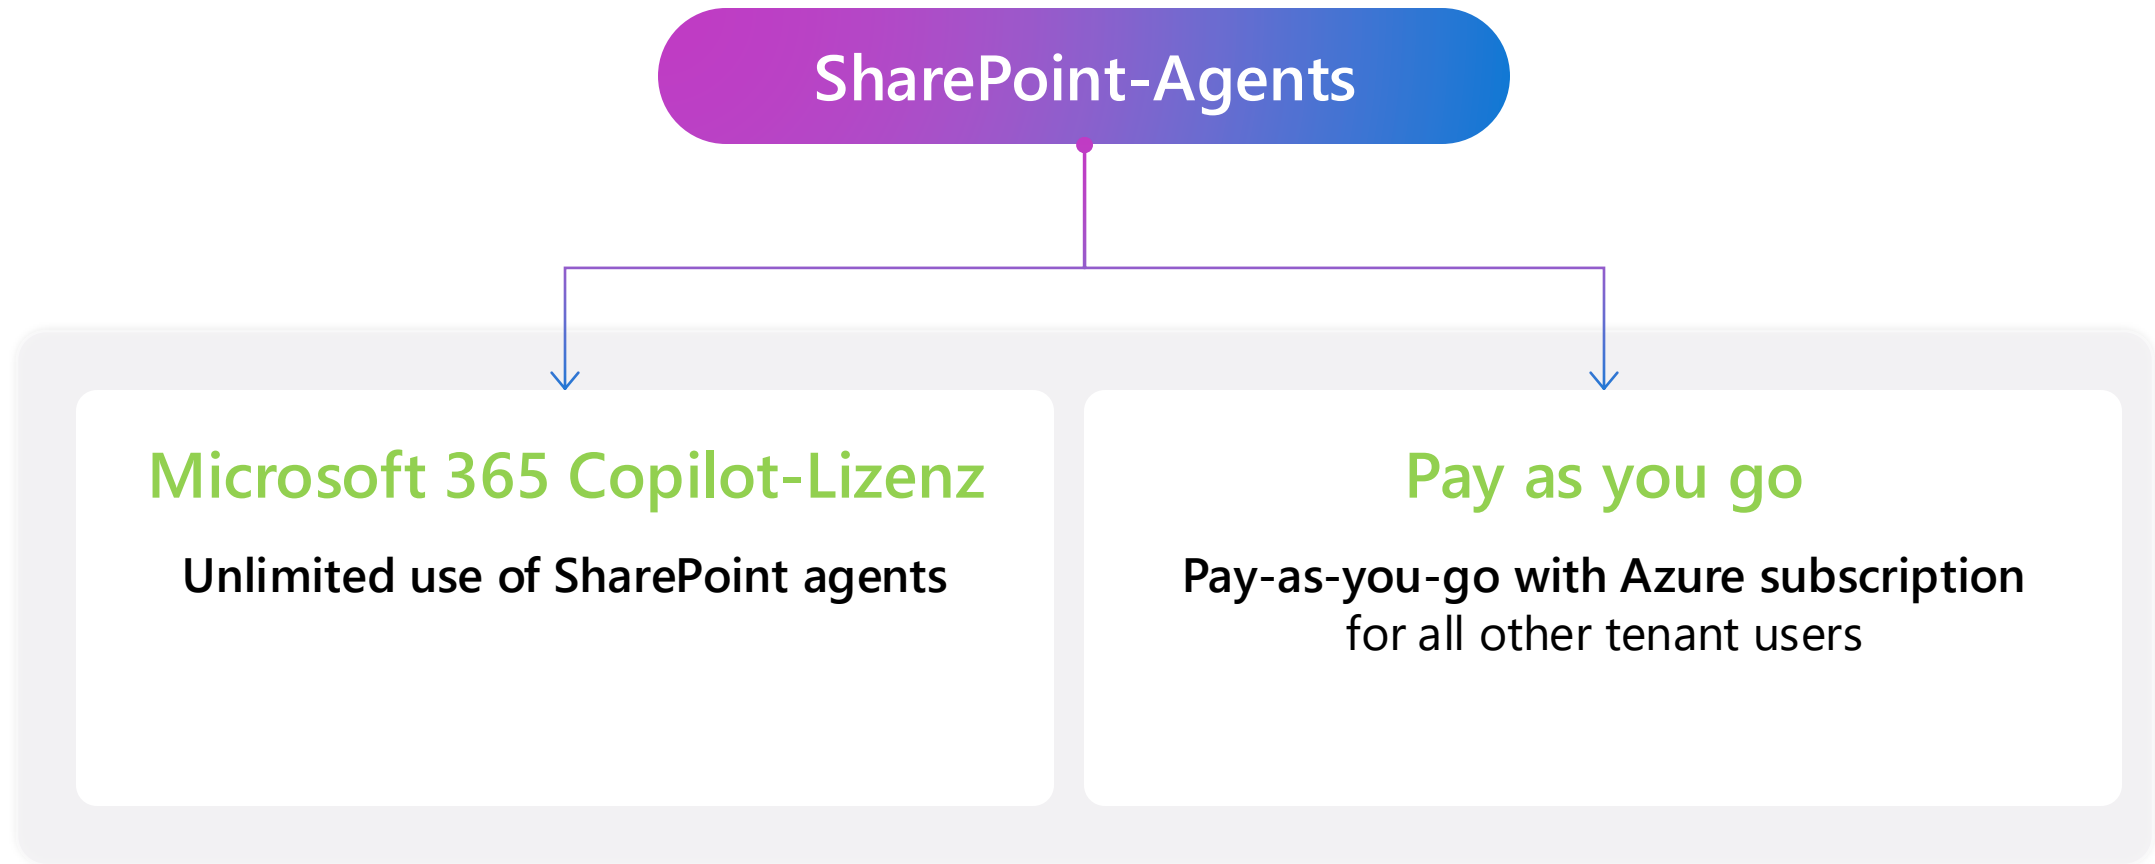 SharePoint-Agents
Microsoft 365 Copilot-Lizenz
Unlimited use of SharePoint agents
Pay as you go
Pay-as-you-go with Azure subscription
for all other tenant users